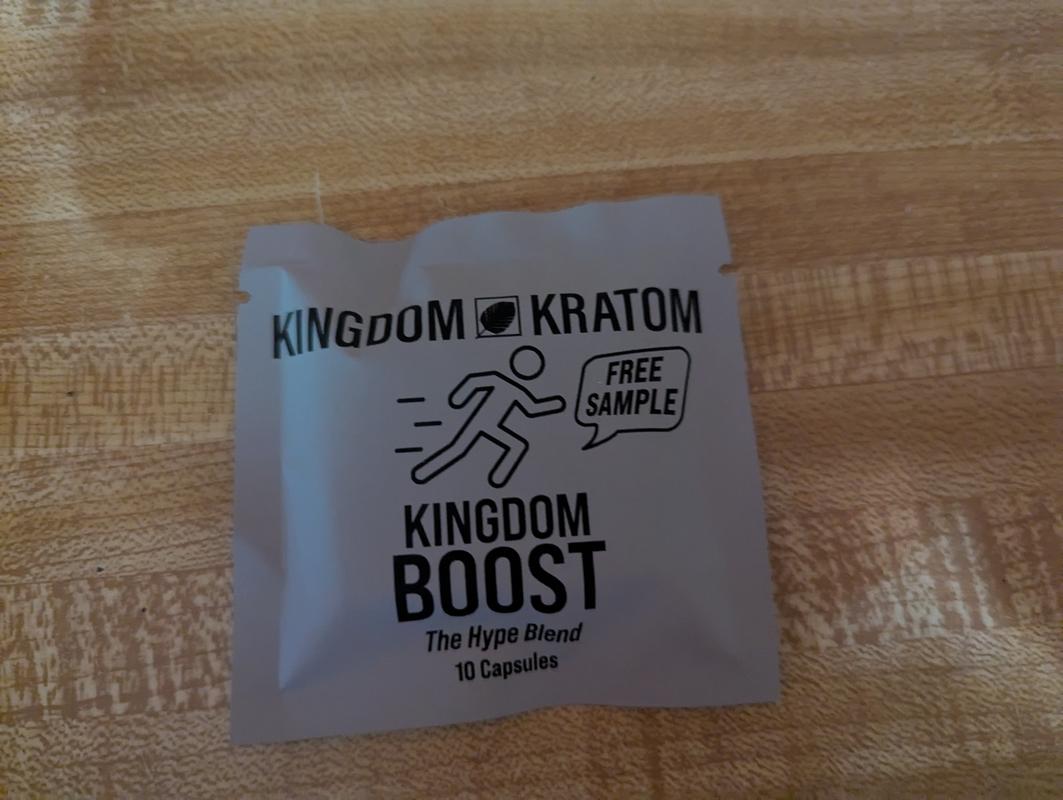 KINGDOM KRATOM
FREE
SAMPLE
KINGDOM
BOOST
The Hype Blend
10 Capsules